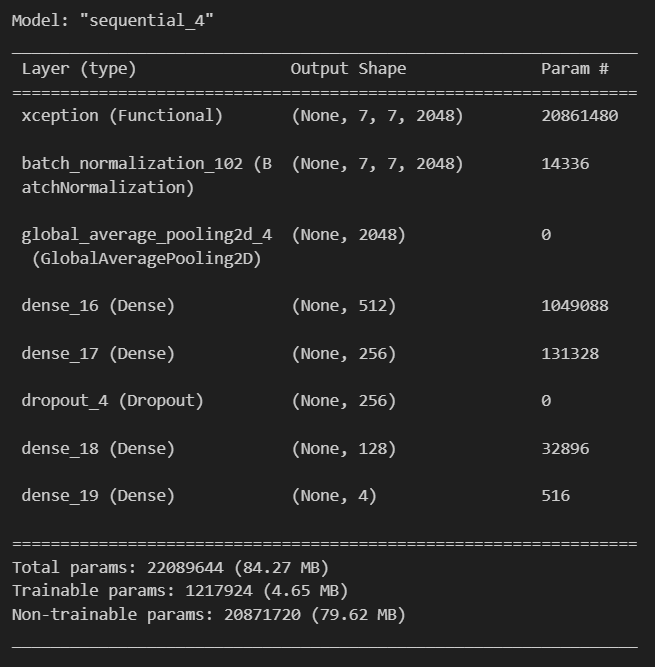 Model: "sequential_4"
_________________________________________________________________
Layer (type)                Output Shape              Param #
=================================================================
xception (Functional)       (None, 7, 7, 2048)        20861480
batch_normalization_102 (B  (None, 7, 7, 2048)        14336
atchNormalization)
global_average_pooling2d_4  (None, 2048)              0
(GlobalAveragePooling2D)
dense_16 (Dense)            (None, 512)               1049088
dense_17 (Dense)            (None, 256)               131328
dropout_4 (Dropout)         (None, 256)               0
dense_18 (Dense)            (None, 128)               32896
dense_19 (Dense)            (None, 4)                 516
=================================================================
Total params: 22089644 (84.27 MB)
Trainable params: 1217924 (4.65 MB)
Non-trainable params: 20871720 (79.62 MB)
_________________________________________________________________